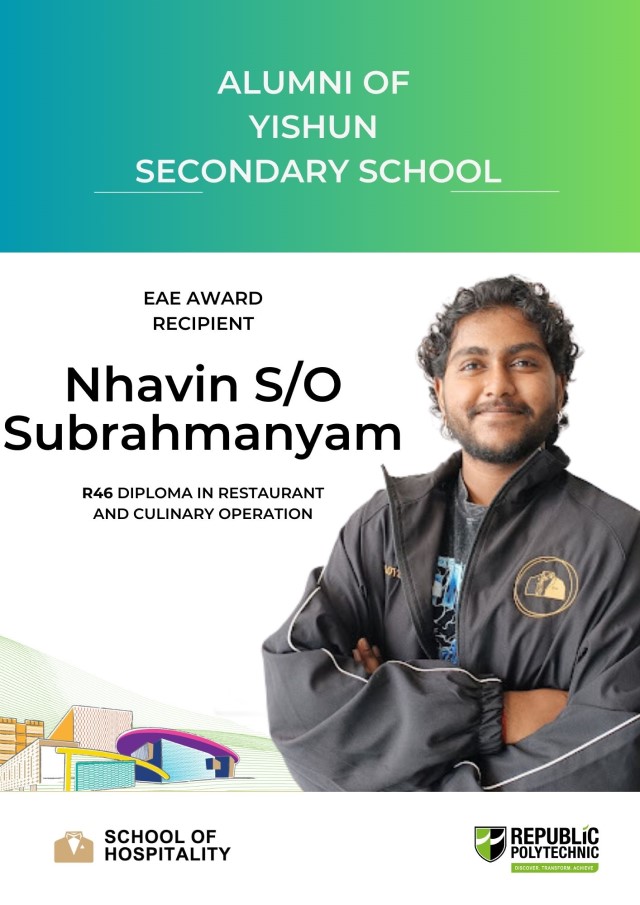 ALUMNI OF
YISHUN
SECONDARY SCHOOL
EAE AWARD
RECIPIENT
Nhavin S/O
Subrahmanyam
R46 DIPLOMA IN RESTAURANT
AND CULINARY OPERATION
SCHOOL OF
HOSPITALITY
REPUBLIC
POLYTECHNIC
DISCOVER. TRANSFORM. ACHIEVE